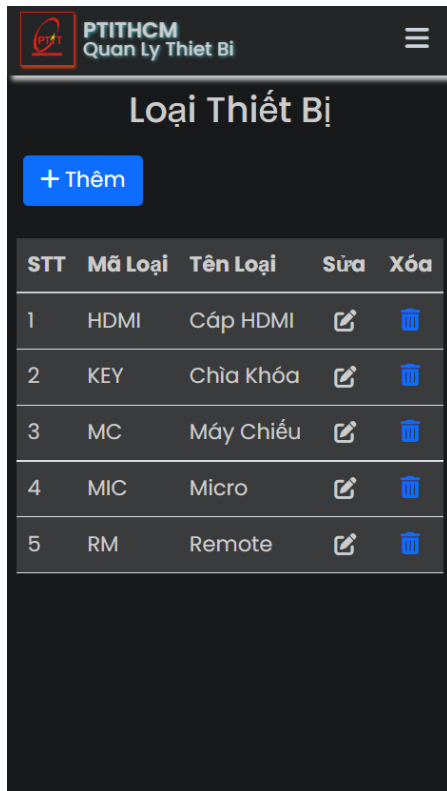 PTIT
PTITHCM
Quan Ly Thiet Bi
Loại Thiết Bị
+ Thêm
STT Mã Loại Tên Loại Sửa Xóa
1 HDMI Cáp HDMI
2 KEY Chìa Khóa
3 MC Máy Chiếu
4 MIC Micro
5 RM Remote